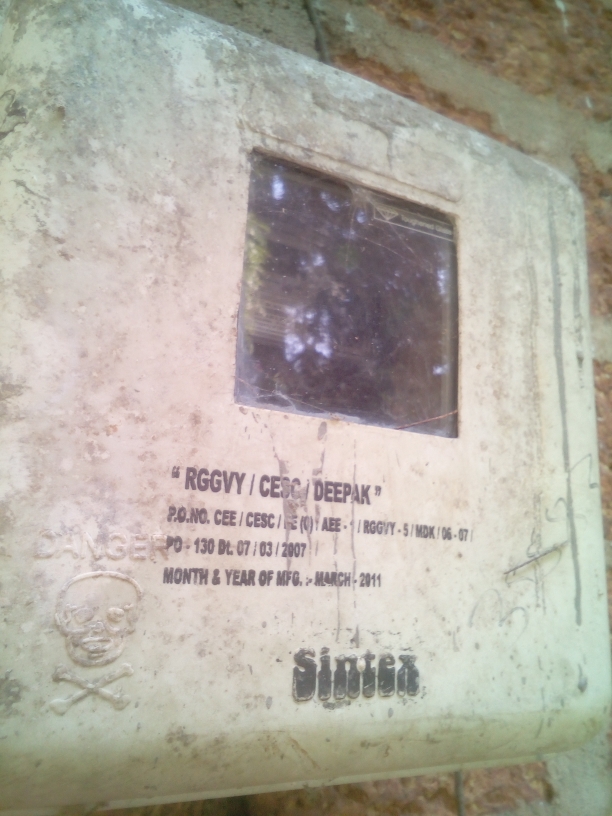 “ RGGVY / CESC / DEEPAK ”
P.O.NO. CEE / CESC / EE (O) / AEE - 1 / RGGVY - 5 / MDK / 06 - 07 /
PO - 130 Dt. 07 / 03 / 2007
MONTH & YEAR OF MFG. :- MARCH - 2011
DANGER
Sintex